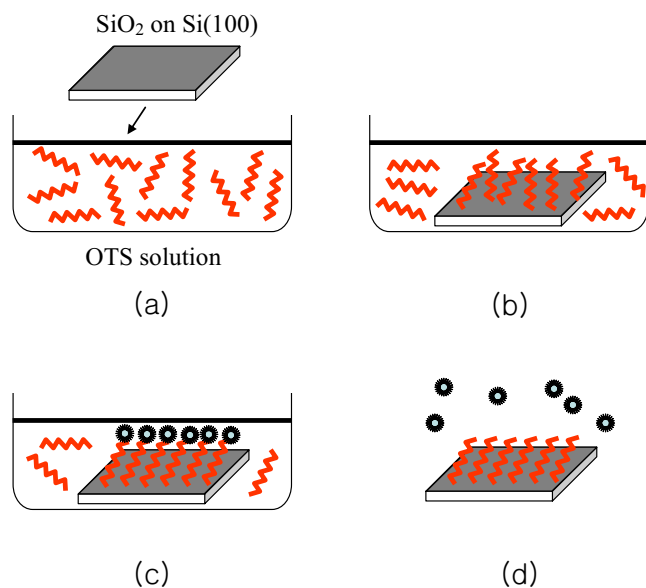 SiO₂ on Si(100)
OTS solution
(a)
(b)
(c)
(d)